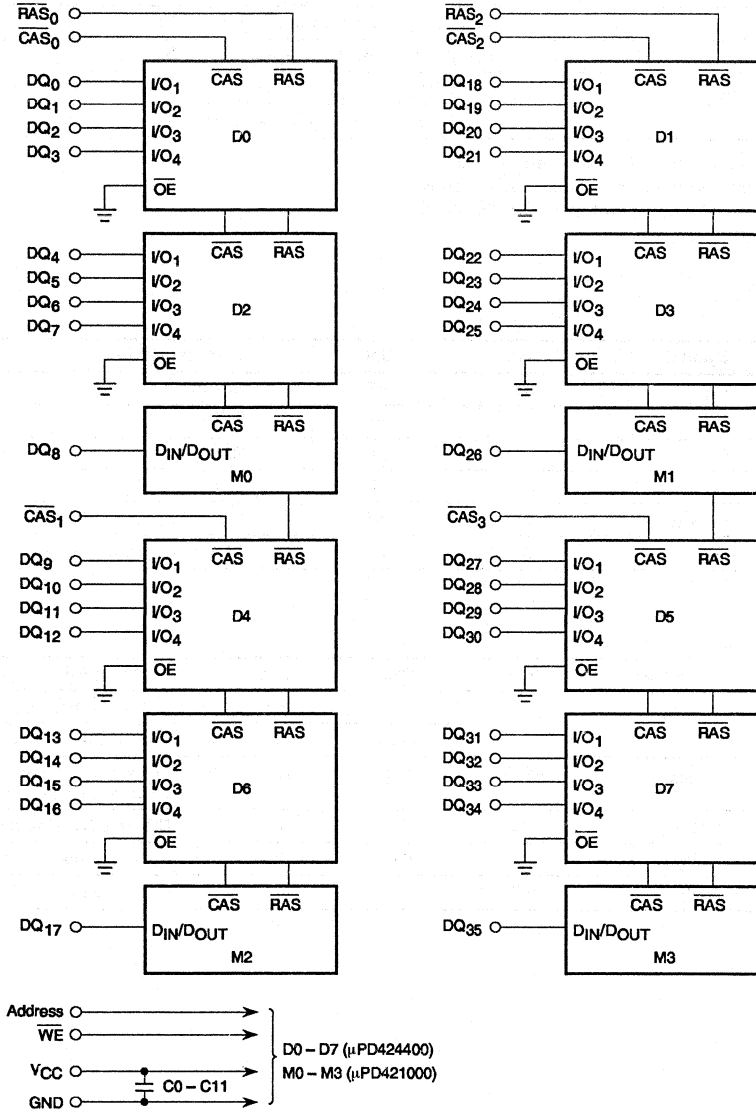 RAS0
CAS0
CAS RAS
DQ0 I/O1
DQ1 I/O2
DQ2 I/O3
DQ3 I/O4
D0
OE
CAS RAS
DQ4 I/O1
DQ5 I/O2
DQ6 I/O3
DQ7 I/O4
D2
OE
CAS RAS
DQ8 DIN/DOUT
M0
CAS1
CAS RAS
DQ9 I/O1
DQ10 I/O2
DQ11 I/O3
DQ12 I/O4
D4
OE
CAS RAS
DQ13 I/O1
DQ14 I/O2
DQ15 I/O3
DQ16 I/O4
D6
OE
CAS RAS
DQ17 DIN/DOUT
M2
RAS2
CAS2
CAS RAS
DQ18 I/O1
DQ19 I/O2
DQ20 I/O3
DQ21 I/O4
D1
OE
CAS RAS
DQ22 I/O1
DQ23 I/O2
DQ24 I/O3
DQ25 I/O4
D3
OE
CAS RAS
DQ26 DIN/DOUT
M1
CAS3
CAS RAS
DQ27 I/O1
DQ28 I/O2
DQ29 I/O3
DQ30 I/O4
D5
OE
CAS RAS
DQ31 I/O1
DQ32 I/O2
DQ33 I/O3
DQ34 I/O4
D7
OE
CAS RAS
DQ35 DIN/DOUT
M3
Address
WE
VCC
C0 – C11
GND
D0 – D7 (μPD424400)
M0 – M3 (μPD421000)